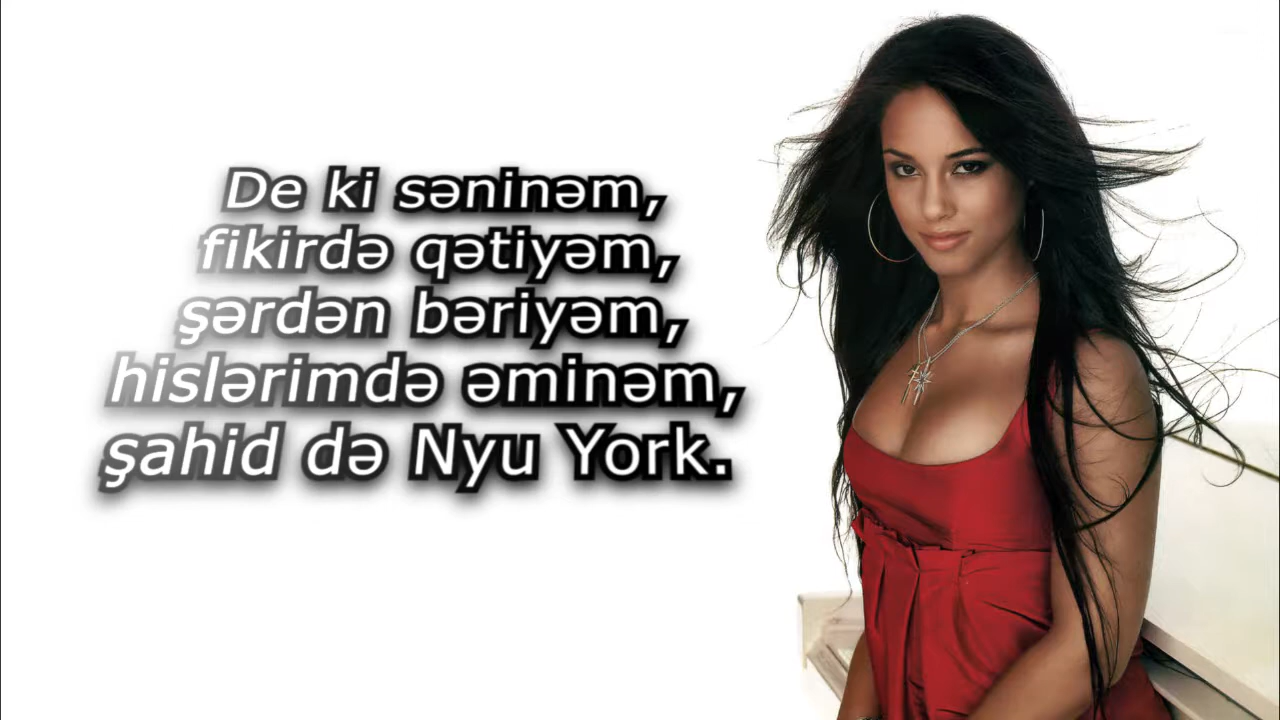 De ki səninəm,
fikirdə qətiyəm,
şərdən bəriyəm,
hislərimdə əminəm,
şahid də Nyu York.